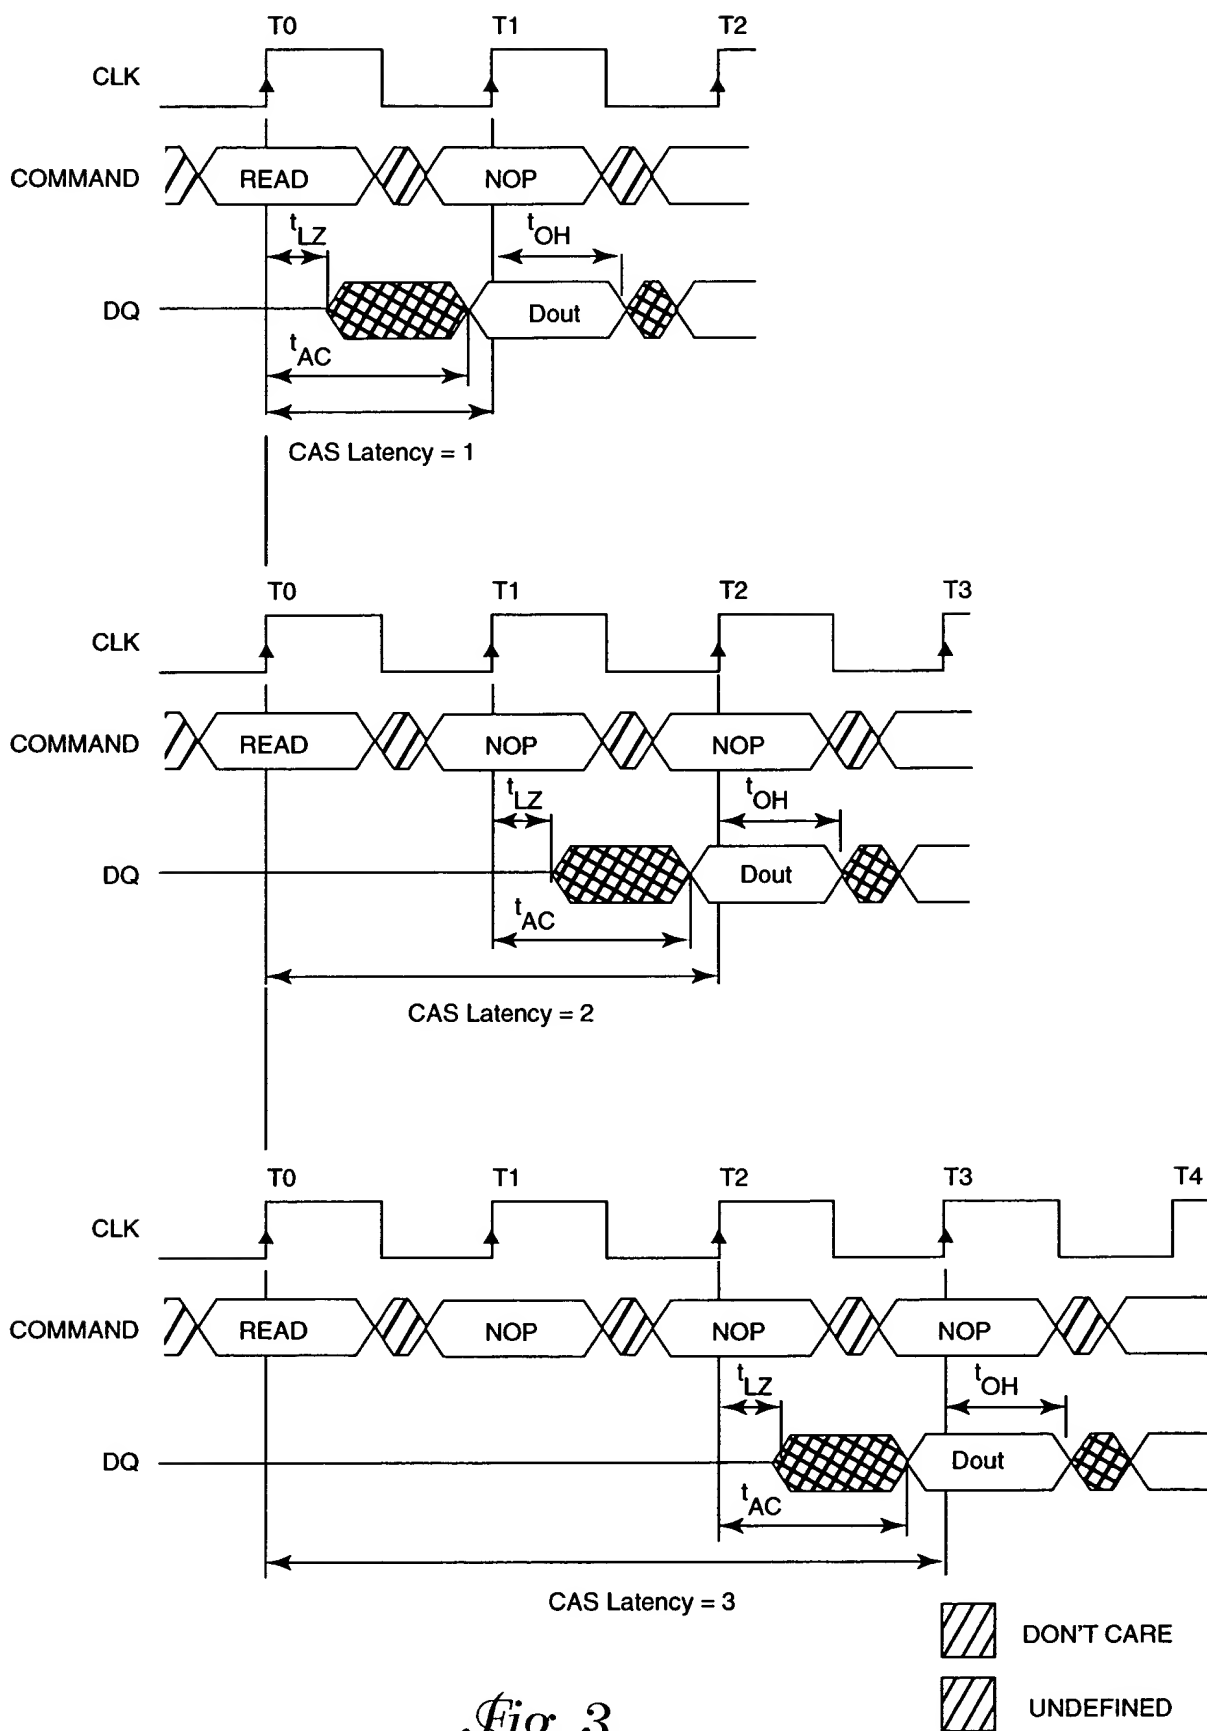 T0 T1 T2
CLK
COMMAND READ NOP
tLZ tOH
DQ Dout
tAC
CAS Latency = 1
T0 T1 T2 T3
CLK
COMMAND READ NOP NOP
tLZ tOH
DQ Dout
tAC
CAS Latency = 2
T0 T1 T2 T3 T4
CLK
COMMAND READ NOP NOP NOP
tLZ tOH
DQ Dout
tAC
CAS Latency = 3
DON'T CARE
UNDEFINED
Fig. 3